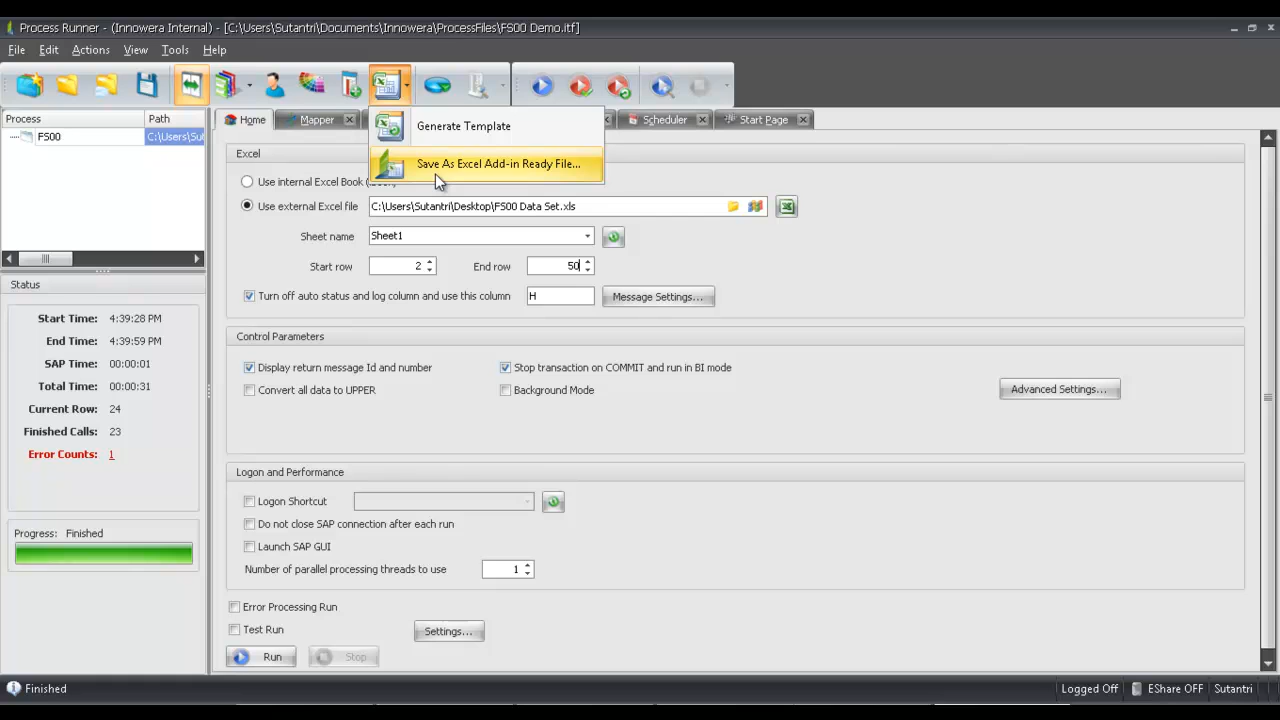 Process Runner - (Innowera Internal) - [C:\Users\Sutantri\Documents\Innowera\ProcessFiles\FS00 Demo.itf]
File Edit Actions View Tools Help
Process Path
FS00 C:\Users\Sut
Home Mapper Scheduler Start Page
Generate Template
Save As Excel Add-in Ready File...
Excel
Use internal Excel Book
Use external Excel file C:\Users\Sutantri\Desktop\FS00 Data Set.xls
Sheet name Sheet1
Start row 2 End row 50
Turn off auto status and log column and use this column H Message Settings...
Control Parameters
Display return message Id and number Stop transaction on COMMIT and run in BI mode
Convert all data to UPPER Background Mode Advanced Settings...
Logon and Performance
Logon Shortcut
Do not close SAP connection after each run
Launch SAP GUI
Number of parallel processing threads to use 1
Error Processing Run
Test Run Settings...
Run Stop
Status
Start Time: 4:39:28 PM
End Time: 4:39:59 PM
SAP Time: 00:00:01
Total Time: 00:00:31
Current Row: 24
Finished Calls: 23
Error Counts: 1
Progress: Finished
Finished Logged Off EShare OFF Sutantri